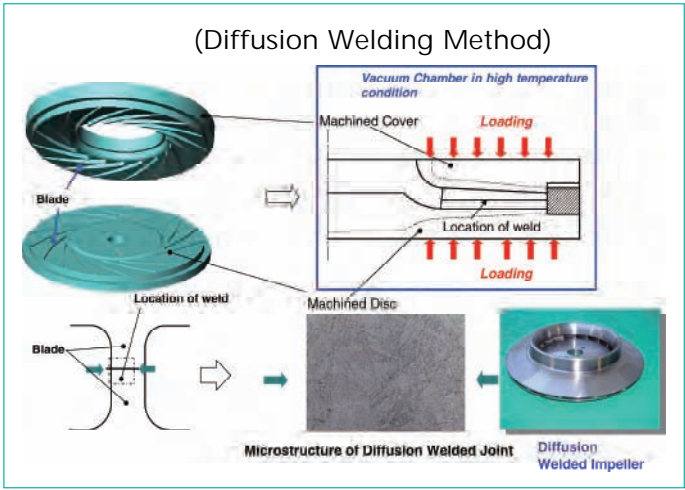 (Diffusion Welding Method)
Vacuum Chamber in high temperature
condition
Machined Cover
Loading
Blade
Location of weld
Loading
Machined Disc
Location of weld
Blade
Microstructure of Diffusion Welded Joint
Diffusion
Welded Impeller